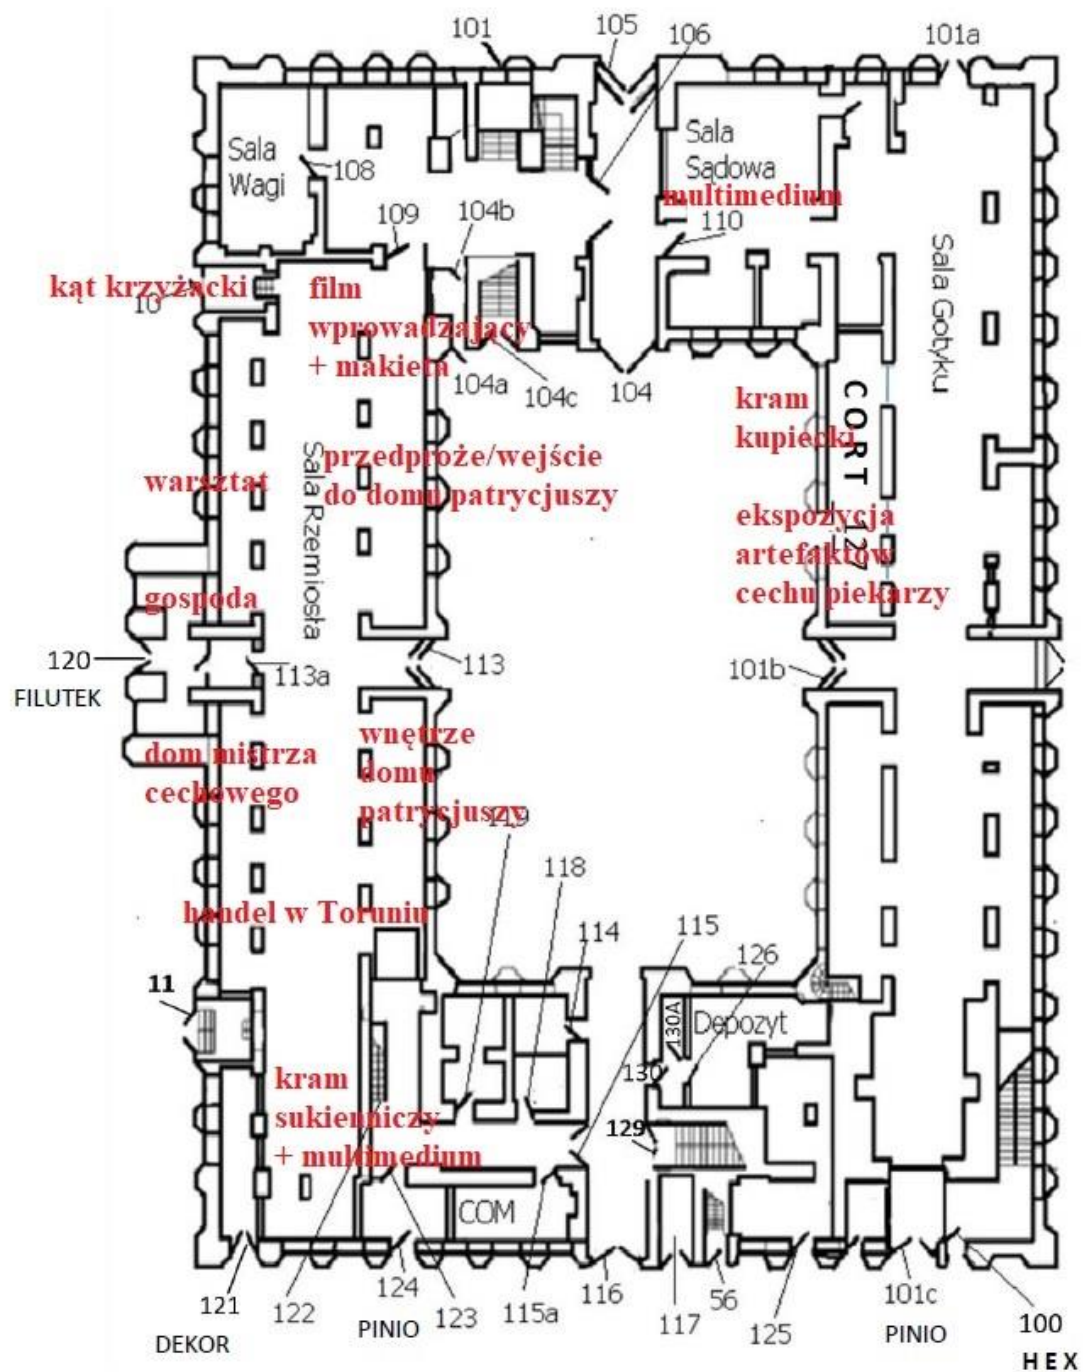 101
105
106
101a
Sala
Wagi
108
Sala
Sądowa
multimedium
109
104b
110
Sala Gotyku
kąt krzyżacki
10
film
wprowadzający
+ makieta
104a
104c
104
kram
kupiecki
CORT 127
warsztat
Sala Rzemiosła
przedproże/wejście
do domu patrycjuszy
ekspozycja
artefaktów
cechu piekarzy
gospoda
120
FILUTEK
113a
113
101b
dom mistrza
cechowego
wnętrze
domu
patrycjuszy
119
118
handel w Toruniu
114
115
126
11
130A
Depozyt
130
kram
sukienniczy
+ multimedium
129
COM
121
DEKOR
122
124
PINIO
123
115a
116
117
56
125
101c
PINIO
100
HEX